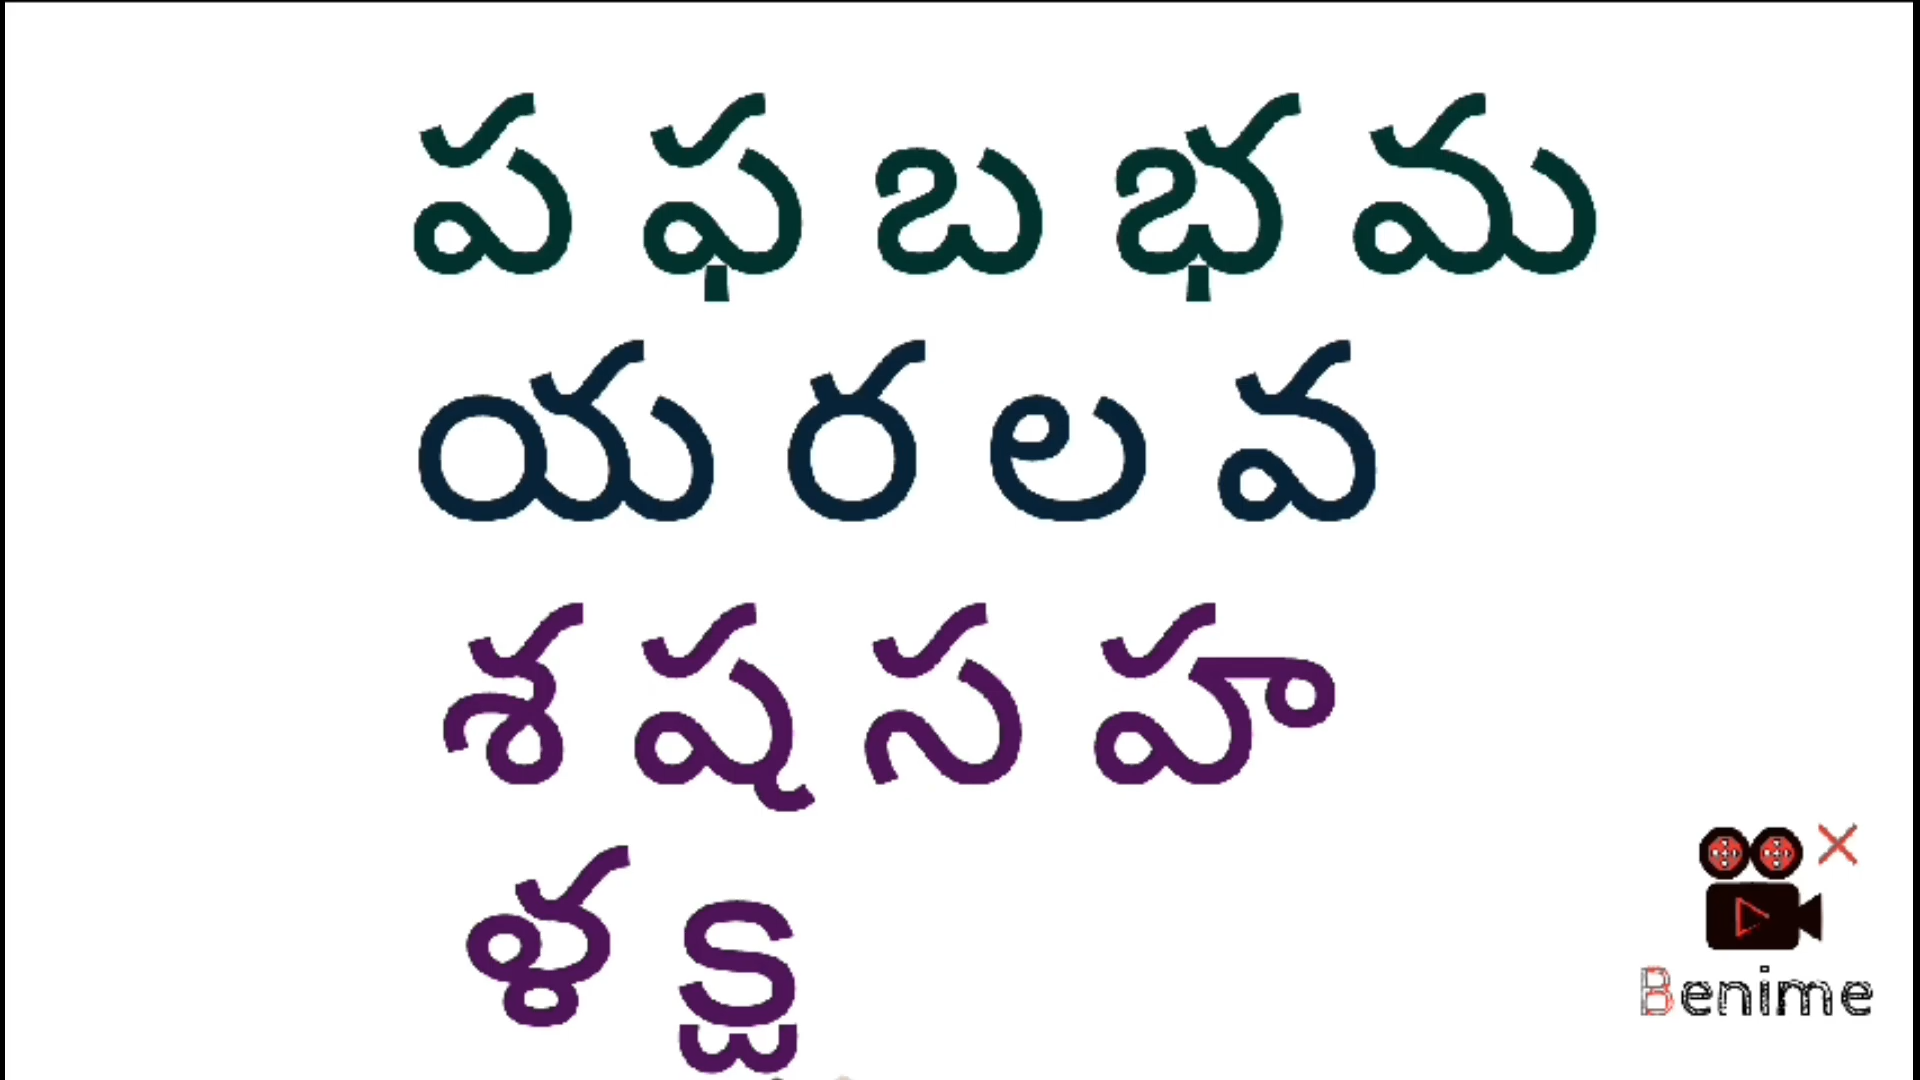 ప ఫ బ భ మ
య ర ల వ
శ ష స హ
ళ క్ష
Benime